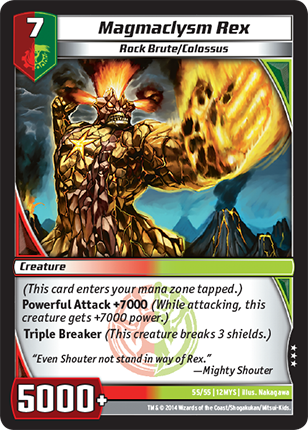 7
Magmaclysm Rex
Rock Brute/Colossus
Creature
(This card enters your mana zone tapped.)
Powerful Attack +7000 (While attacking, this
creature gets +7000 power.)
Triple Breaker (This creature breaks 3 shields.)
“Even Shouter not stand in way of Rex.”
—Mighty Shouter
5000+
55/55 | 12MYS | Illus. Nakagawa
TM & © 2014 Wizards of the Coast/Shogakukan/Mitsui-Kids.